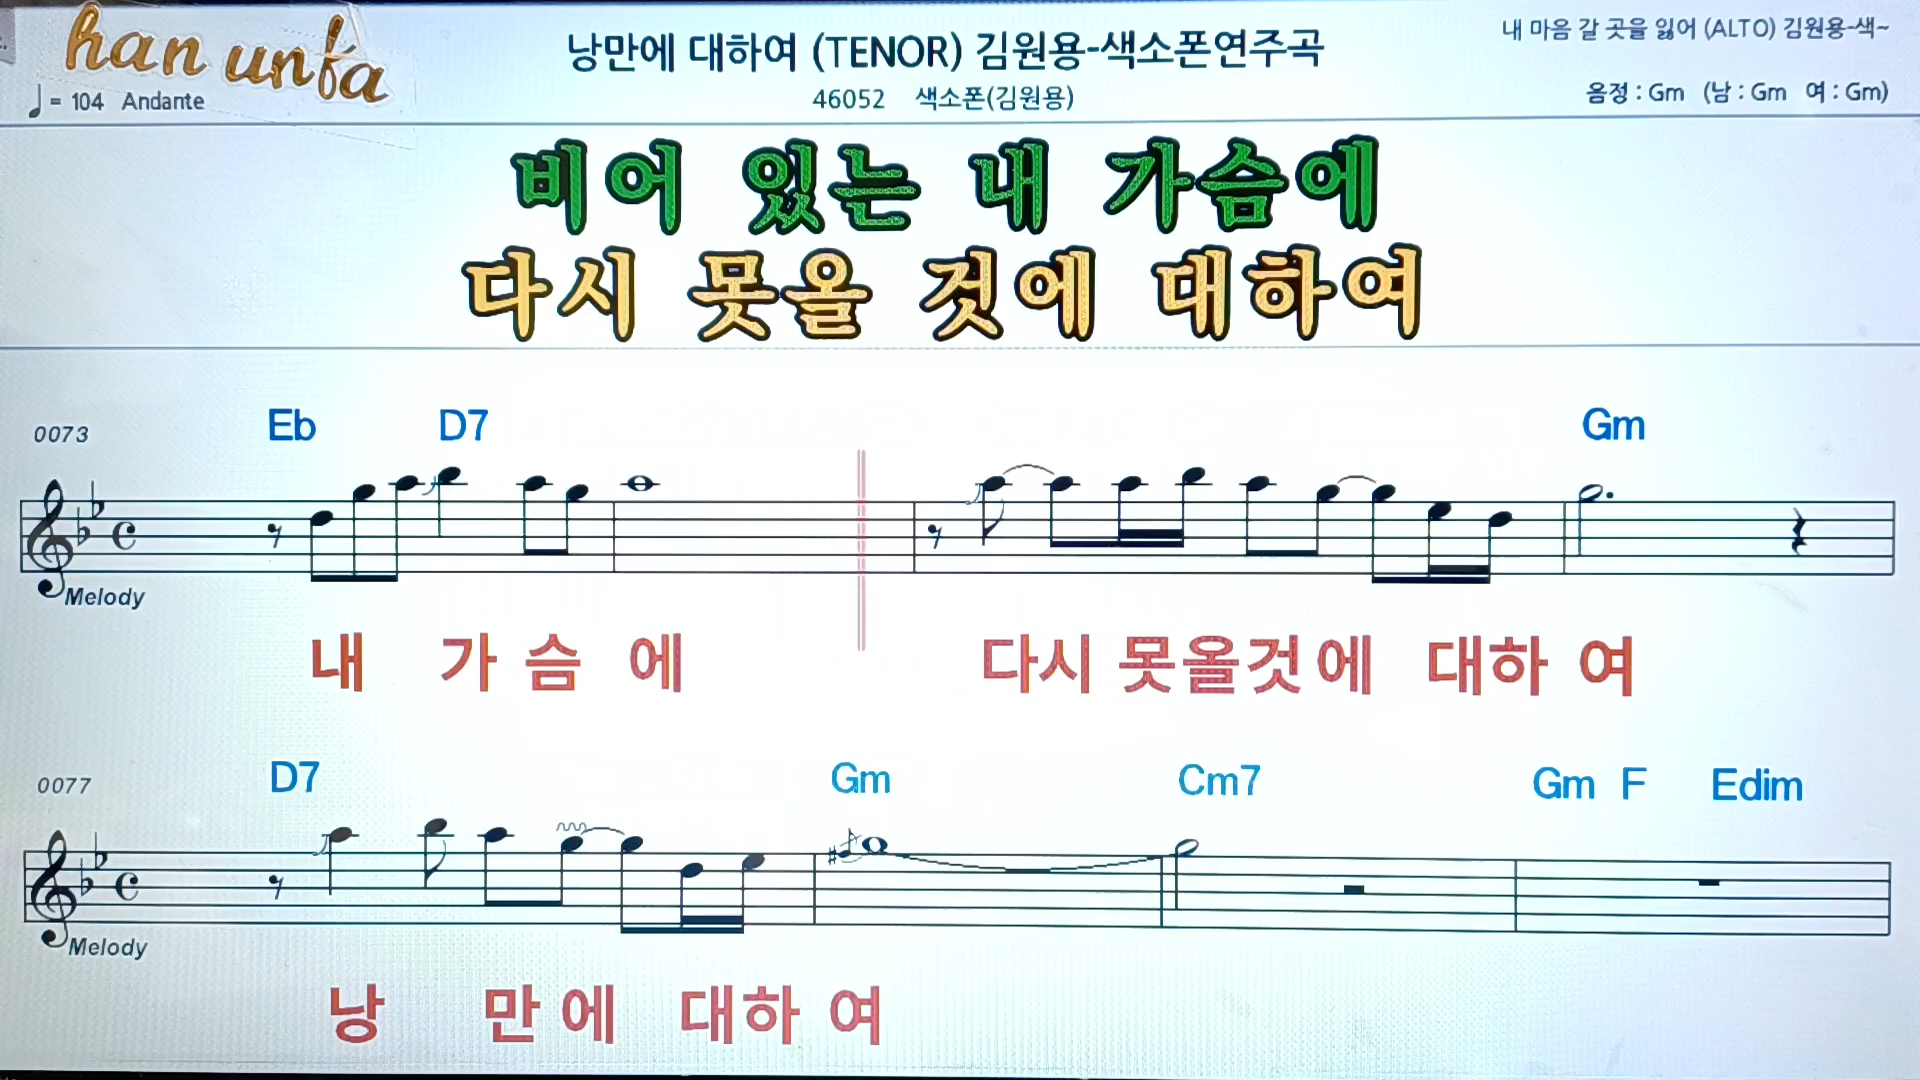 han unfa
낭만에 대하여 (TENOR) 김원용-색소폰연주곡
내 마음 갈 곳을 잃어 (ALTO) 김원용-색~
♩= 104 Andante
46052 색소폰(김원용)
음정 : Gm (남 : Gm 여 : Gm)
비어 있는 내 가슴에
다시 못올 것에 대하여
0073 Eb D7 Gm
Melody
내 가 슴 에 다시 못올것에 대하 여
0077 D7 Gm Cm7 Gm F Edim
Melody
낭 만에 대하 여